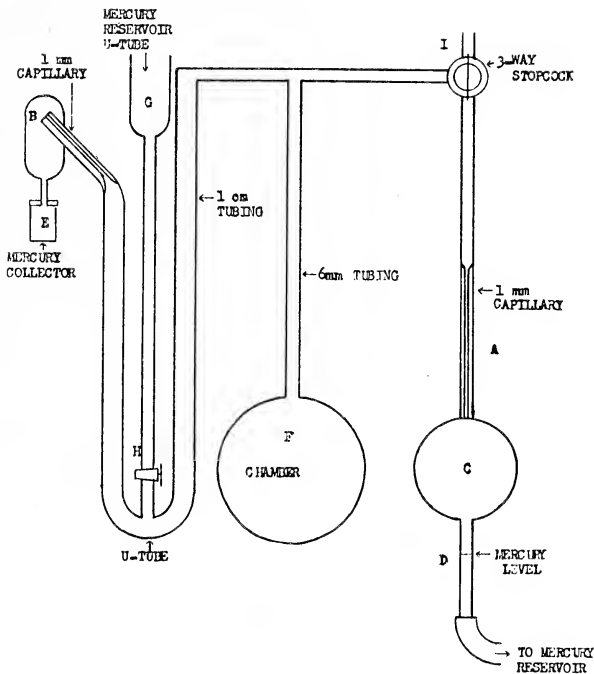 MERCURY
RESERVOIR
U-TUBE
1 mm
CAPILLARY
B
G
I
3-WAY
STOPCOCK
E
MERCURY
COLLECTOR
1 cm
TUBING
6mm TUBING
1 mm
CAPILLARY
A
H
F
CHAMBER
C
U-TUBE
D
MERCURY
LEVEL
TO MERCURY
RESERVOIR